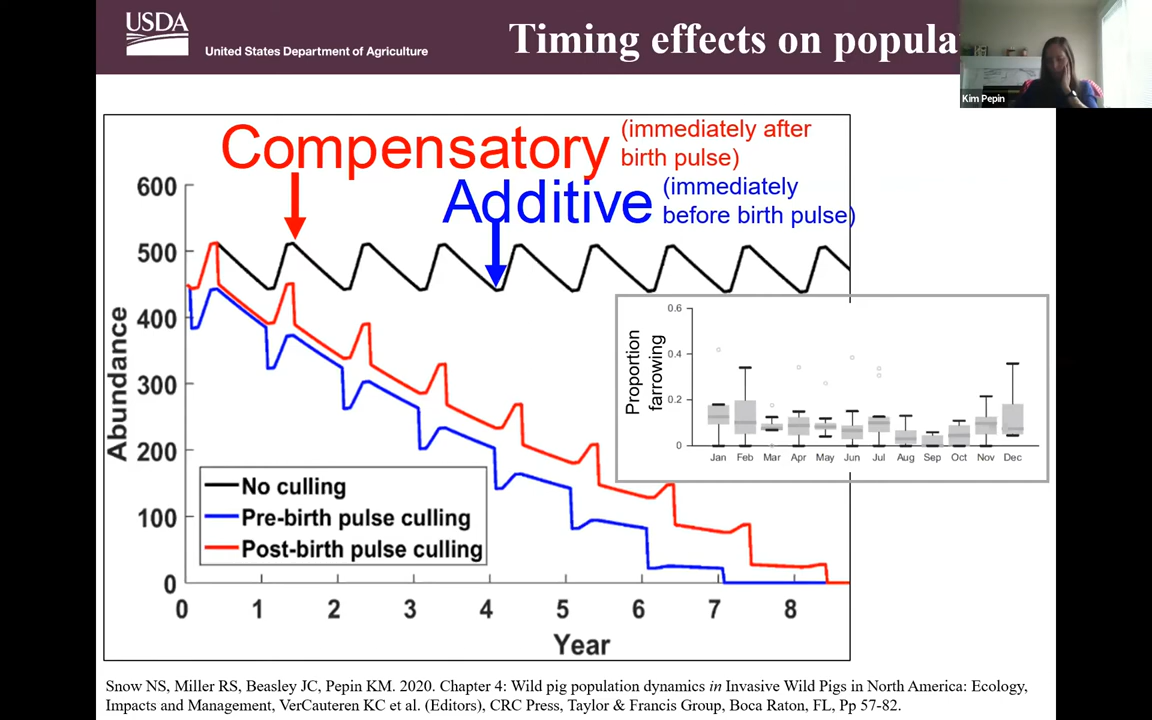 USDA
United States Department of Agriculture
Timing effects on popula
Kim Pepin
Compensatory
(immediately after
birth pulse)
Additive
(immediately
before birth pulse)
600
500
400
300
200
100
0
Abundance
No culling
Pre-birth pulse culling
Post-birth pulse culling
0 1 2 3 4 5 6 7 8
Year
Proportion
farrowing
0.6
0.4
0.2
0
Jan Feb Mar Apr May Jun Jul Aug Sep Oct Nov Dec
Snow NS, Miller RS, Beasley JC, Pepin KM. 2020. Chapter 4: Wild pig population dynamics in Invasive Wild Pigs in North America: Ecology,
Impacts and Management, VerCauteren KC et al. (Editors), CRC Press, Taylor & Francis Group, Boca Raton, FL, Pp 57-82.